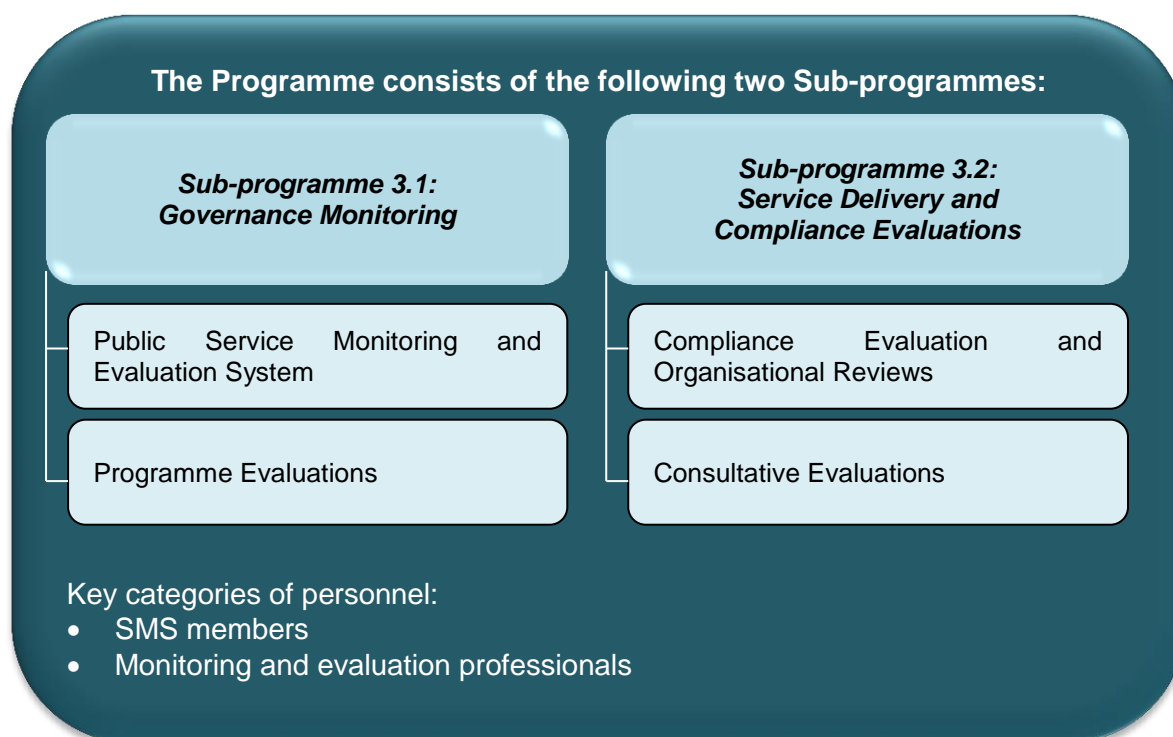 The Programme consists of the following two Sub-programmes:
Sub-programme 3.1:
Governance Monitoring
Public Service Monitoring and
Evaluation System
Programme Evaluations
Sub-programme 3.2:
Service Delivery and
Compliance Evaluations
Compliance Evaluation and
Organisational Reviews
Consultative Evaluations
Key categories of personnel:
• SMS members
• Monitoring and evaluation professionals